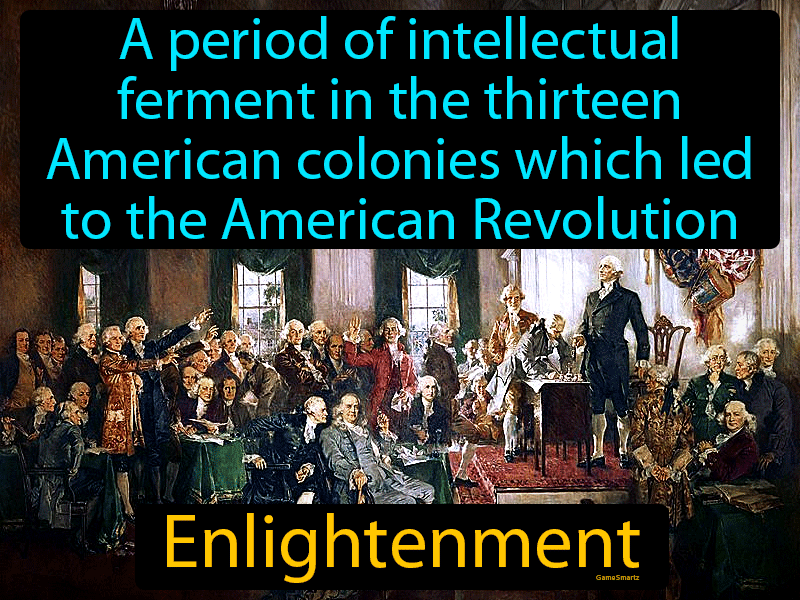 A period of intellectual
ferment in the thirteen
American colonies which led
to the American Revolution
Enlightenment
GameSmartz